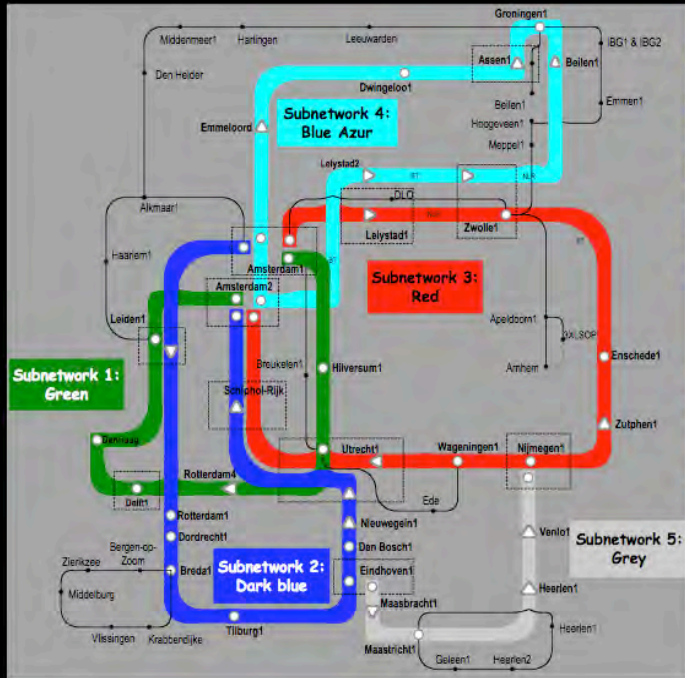 Groningen1
Middenmeer1
Harlingen
Leeuwarden
IBG1 & IBG2
Assen1
Beilen1
Den Helder
Dwingeloo1
Beilen1
Emmen1
Subnetwork 4:
Blue Azur
Emmeloord
Hoogeveen1
Meppel1
Lelystad2
BT
NLR
DLO
Alkmaar1
Lelystad1
Zwolle1
Haarlem1
BT
BT
Amsterdam1
Subnetwork 3:
Red
Amsterdam2
Leiden1
Apeldoorn1
Breukelen1
Hilversum1
Arnhem
Enschede1
Subnetwork 1:
Green
Schiphol-Rijk
Zutphen1
DenHaag
Utrecht1
Wageningen1
Nijmegen1
Rotterdam4
Delft1
Ede
Rotterdam1
Nieuwegein1
Dordrecht1
Venlo1
Subnetwork 5:
Grey
Bergen-op-
Zoom
Den Bosch1
Zierikzee
Breda1
Subnetwork 2:
Dark blue
Eindhoven1
Middelburg
Maasbracht1
Heerlen1
Vlissingen
Krabbendijke
Tilburg1
Heerlen1
Maastricht1
Geleen1
Heerlen2